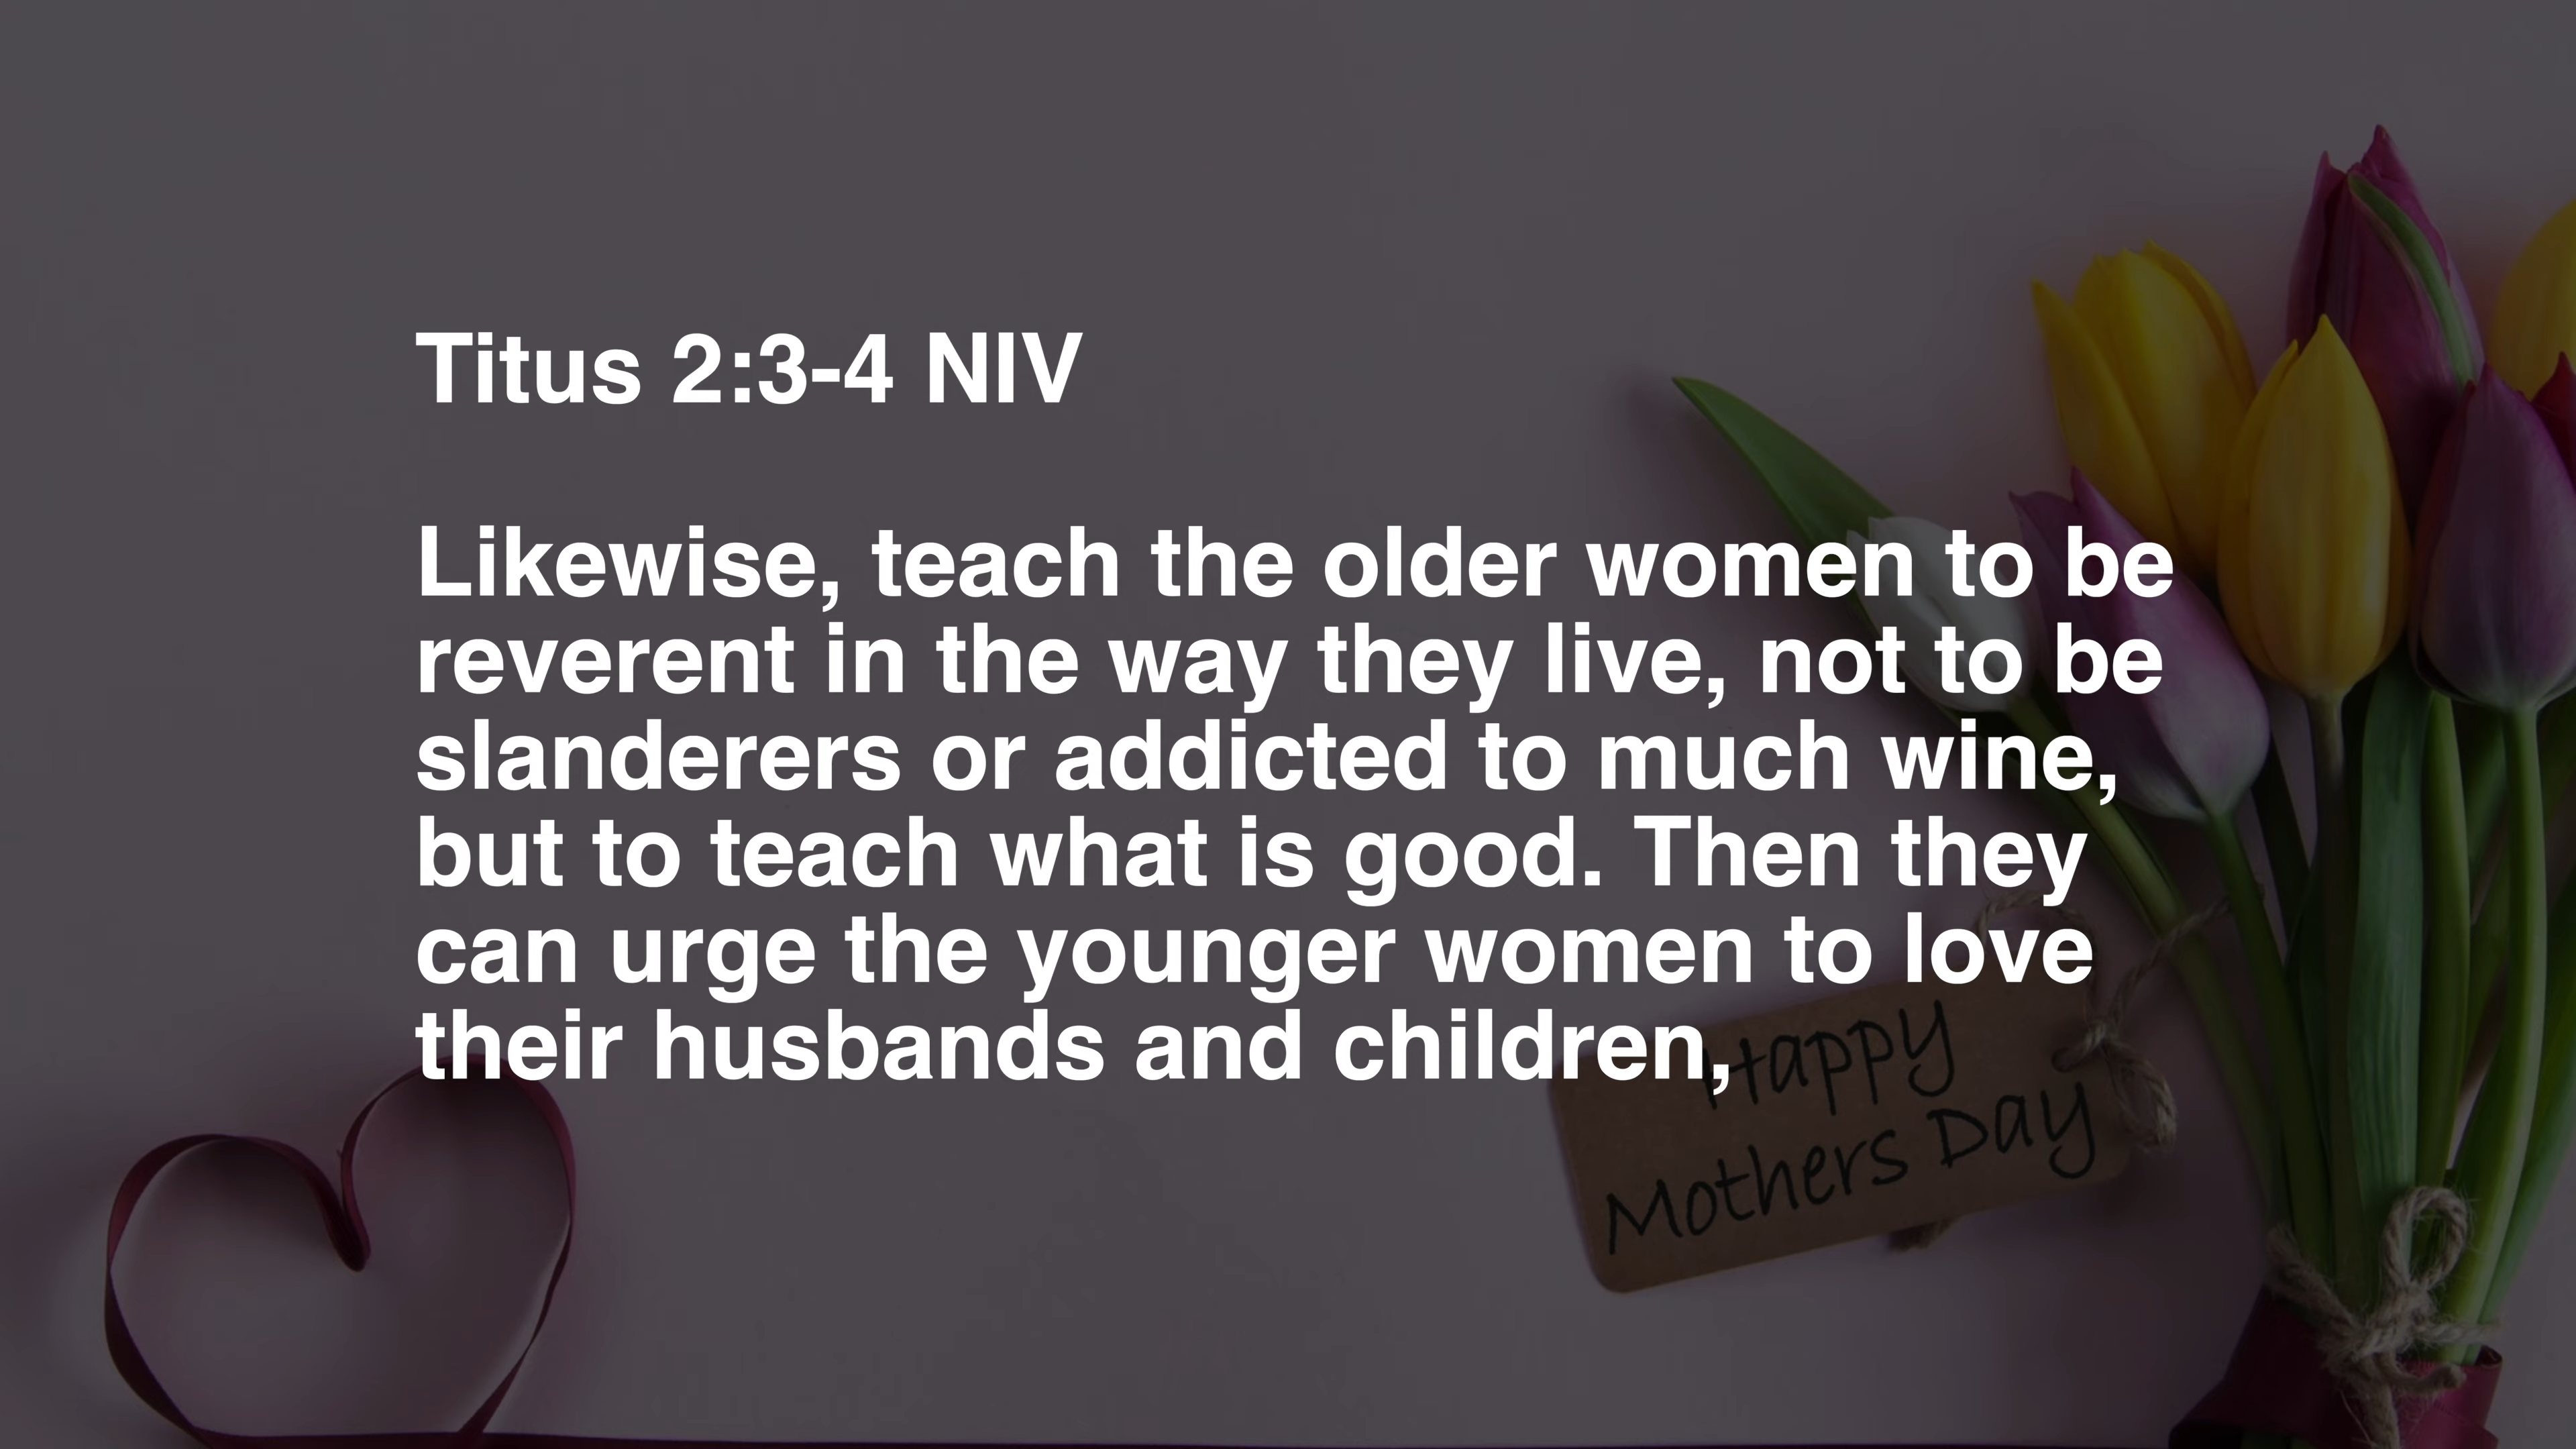 Titus 2:3-4 NIV
Likewise, teach the older women to be
reverent in the way they live, not to be
slanderers or addicted to much wine,
but to teach what is good. Then they
can urge the younger women to love
their husbands and children,
Happy
Mothers Day